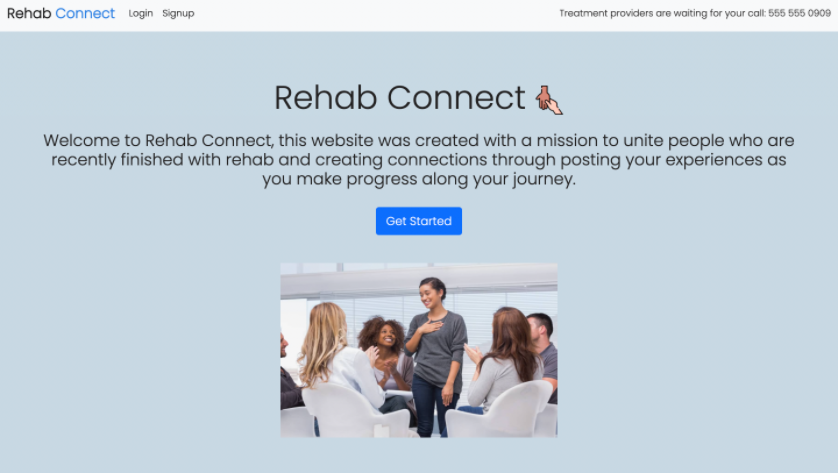 Rehab Connect Login Signup Treatment providers are waiting for your call: 555 555 0909
Rehab Connect
Welcome to Rehab Connect, this website was created with a mission to unite people who are
recently finished with rehab and creating connections through posting your experiences as
you make progress along your journey.
Get Started